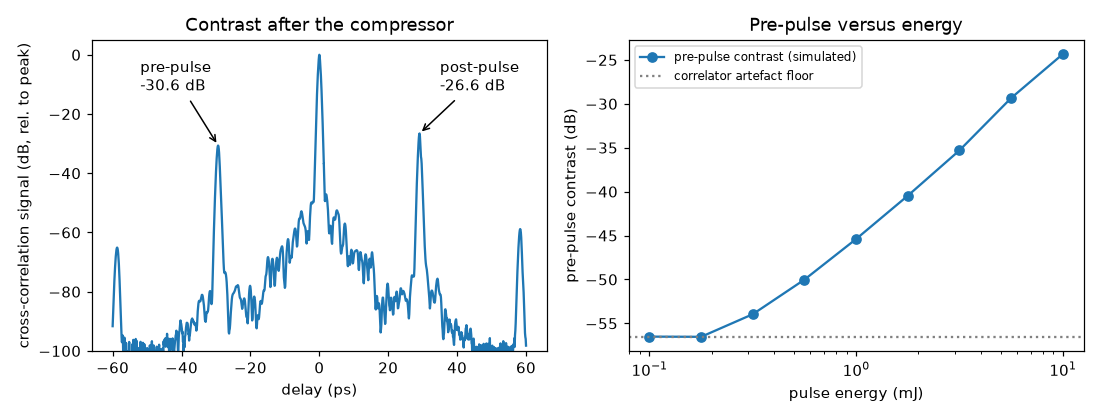 Contrast after the compressor
cross-correlation signal (dB, rel. to peak)
0
−20
−40
−60
−80
−100
pre-pulse
-30.6 dB
post-pulse
-26.6 dB
−60 −40 −20 0 20 40 60
delay (ps)
Pre-pulse versus energy
pre-pulse contrast (dB)
−25
−30
−35
−40
−45
−50
−55
pre-pulse contrast (simulated)
correlator artefact floor
10⁻¹ 10⁰ 10¹
pulse energy (mJ)